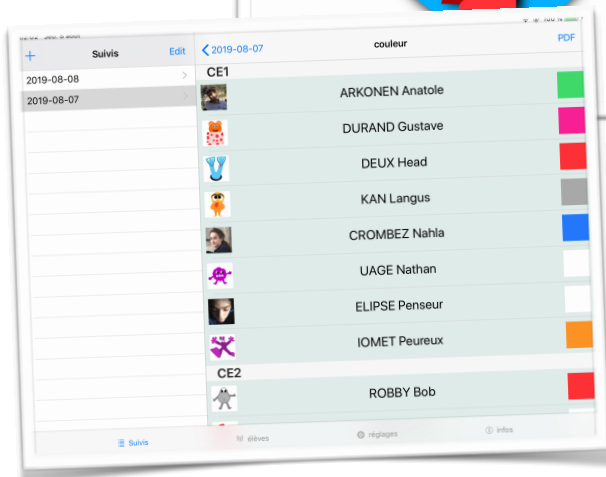 100 %
Suivis
Edit
2019-08-07
couleur
PDF
2019-08-08
2019-08-07
CE1
ARKONEN Anatole
DURAND Gustave
DEUX Head
KAN Langus
CROMBEZ Nahla
UAGE Nathan
ELIPSE Penseur
IOMET Peureux
CE2
ROBBY Bob
Suivis
élèves
réglages
infos